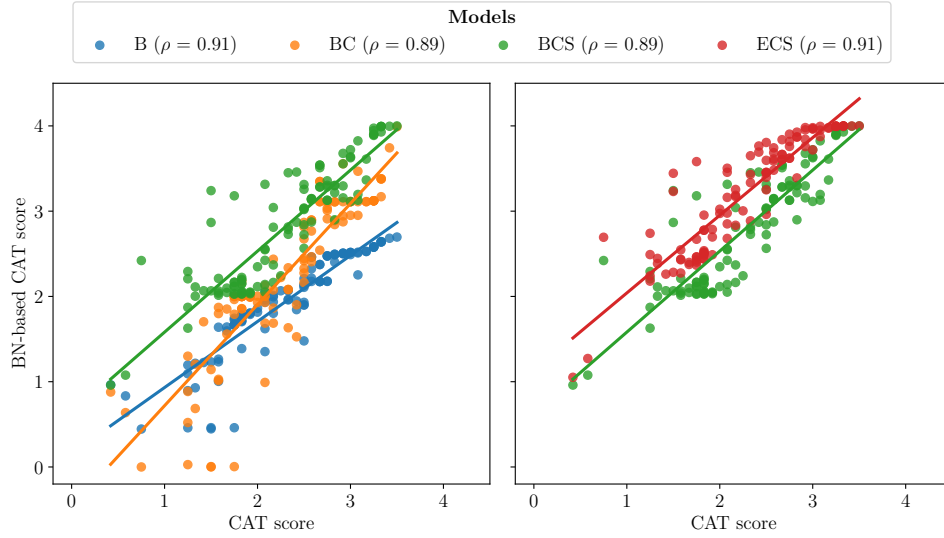 Models
B (ρ = 0.91) BC (ρ = 0.89) BCS (ρ = 0.89) ECS (ρ = 0.91)
BN-based CAT score
4
3
2
1
0
0 1 2 3 4
0 1 2 3 4
CAT score
CAT score